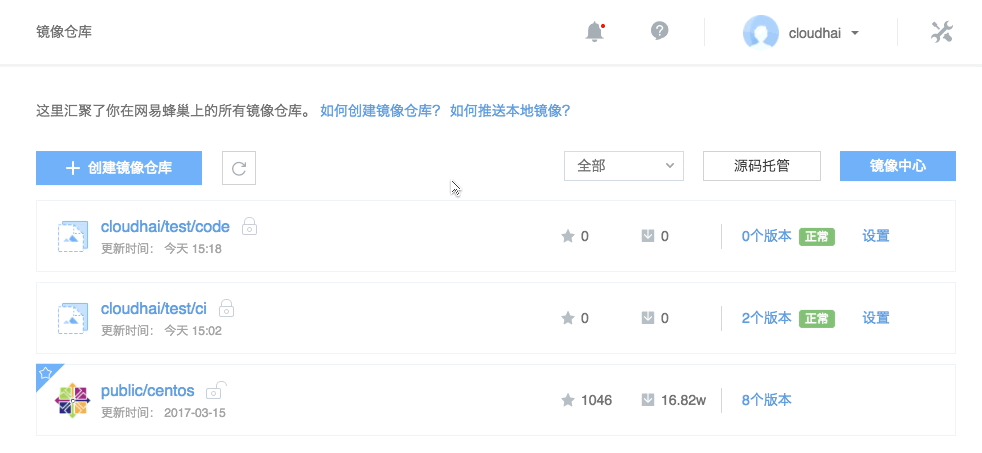 镜像仓库
cloudhai
这里汇聚了你在网易蜂巢上的所有镜像仓库。 如何创建镜像仓库? 如何推送本地镜像?
创建镜像仓库 全部 源码托管 镜像中心
cloudhai/test/code
更新时间: 今天 15:18
0 0 0个版本 正常 设置
cloudhai/test/ci
更新时间: 今天 15:02
0 0 2个版本 正常 设置
public/centos
更新时间: 2017-03-15
1046 16.82w 8个版本